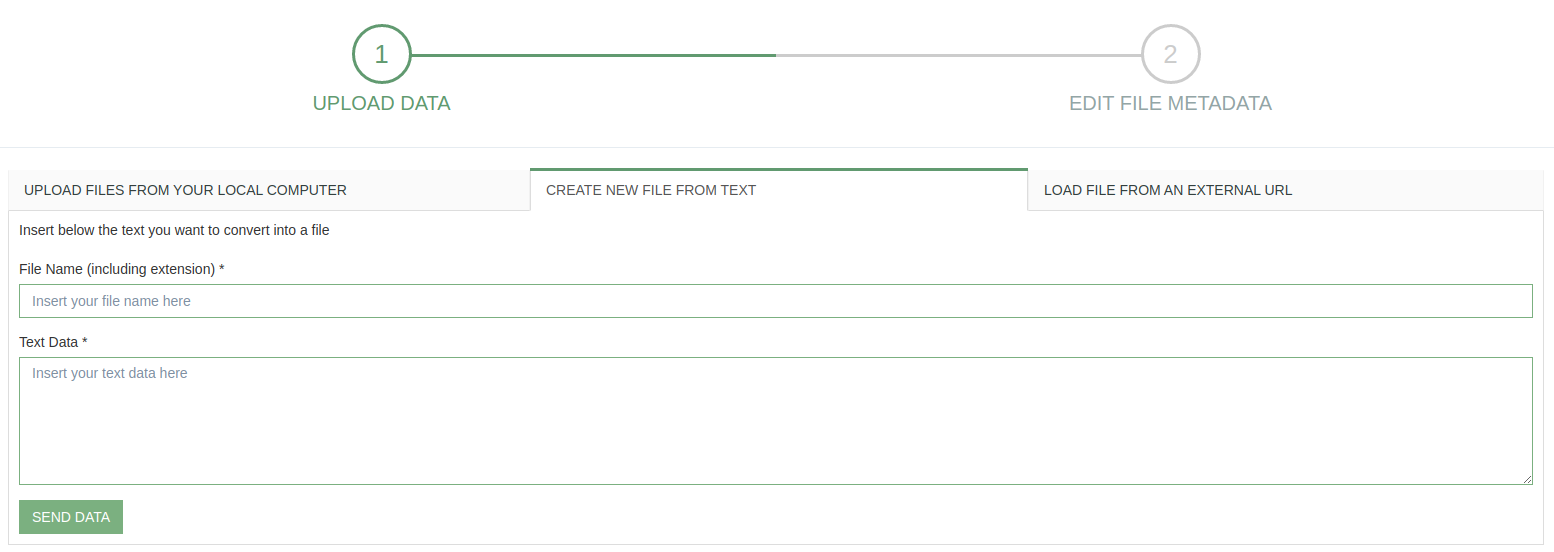 1
2
UPLOAD DATA
EDIT FILE METADATA
UPLOAD FILES FROM YOUR LOCAL COMPUTER
CREATE NEW FILE FROM TEXT
LOAD FILE FROM AN EXTERNAL URL
Insert below the text you want to convert into a file
File Name (including extension) *
Insert your file name here
Text Data *
Insert your text data here
SEND DATA